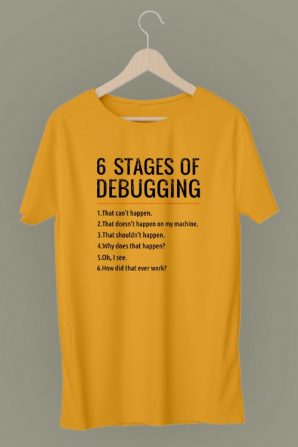 6 STAGES OF
DEBUGGING
1.That can't happen.
2.That doesn't happen on my machine.
3.That shouldn't happen.
4.Why does that happen?
5.Oh, I see.
6.How did that ever work?